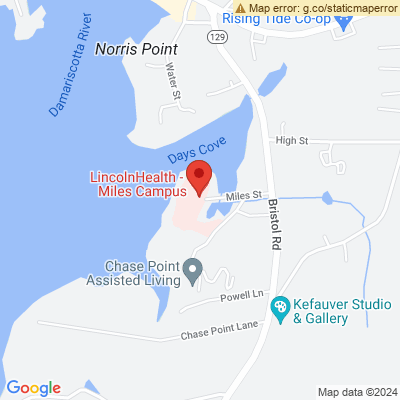 Map error: g.co/staticmaperror
Rising Tide Co-op
Damariscotta River
Norris Point
129
Water St
High St
Days Cove
LincolnHealth -
Miles Campus
Miles St
Bristol Rd
Chase Point
Assisted Living
Powell Ln
Kefauver Studio
& Gallery
Chase Point Lane
Google
Map data ©2024